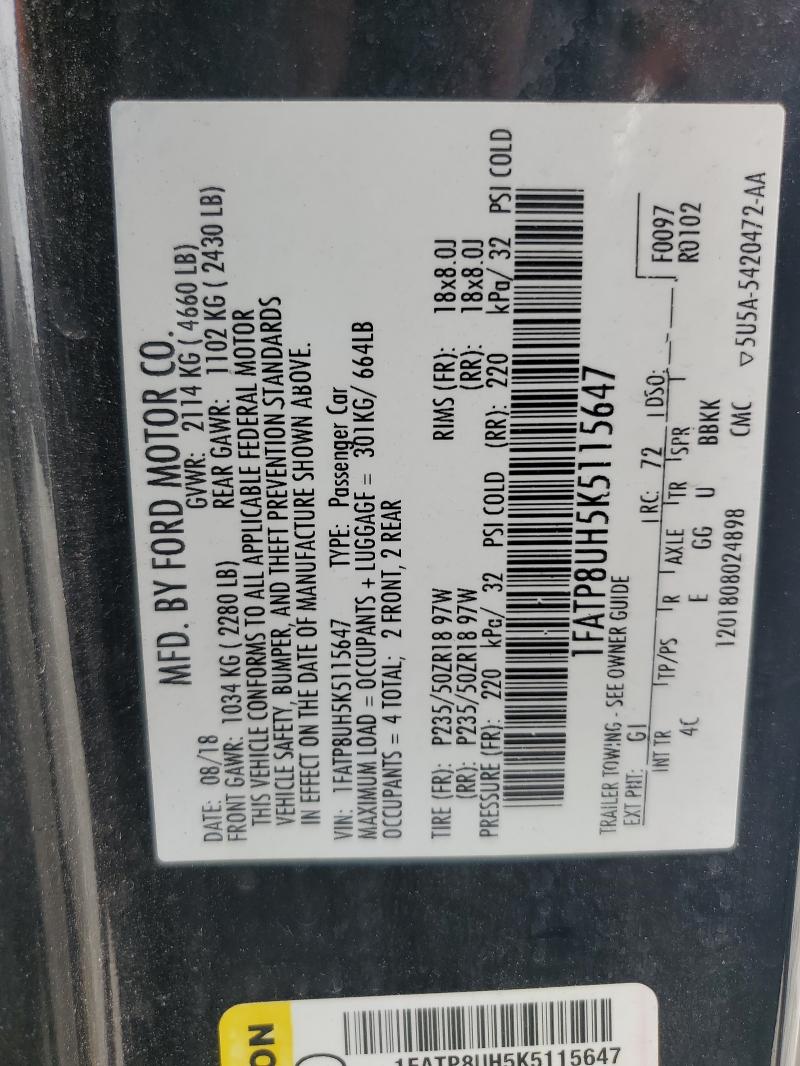 MFD. BY FORD MOTOR CO.
DATE: 08/18 GVWR: 2114 KG ( 4660 LB)
FRONT GAWR: 1034 KG ( 2280 LB) REAR GAWR: 1102 KG ( 2430 LB)
THIS VEHICLE CONFORMS TO ALL APPLICABLE FEDERAL MOTOR
VEHICLE SAFETY, BUMPER, AND THEFT PREVENTION STANDARDS
IN EFFECT ON THE DATE OF MANUFACTURE SHOWN ABOVE.
VIN: 1FATP8UH5K5115647 TYPE: Passenger Car
MAXIMUM LOAD = OCCUPANTS + LUGGAGE = 301KG/ 664LB
OCCUPANTS = 4 TOTAL; 2 FRONT, 2 REAR
TIRE (FR): P235/50ZR18 97W RIMS (FR): 18x8.0J
(RR): P235/50ZR18 97W (RR): 18x8.0J
PRESSURE (FR): 220 kPa/ 32 PSI COLD (RR): 220 kPa/ 32 PSI COLD
1FATP8UH5K5115647
TRAILER TOWING - SEE OWNER GUIDE
EXT PNT: G1 RC: 72 DSO: F0097
INT TR TP/PS R AXLE TR SPR R0102
4C E GG U BBKK
1201808024898 CMC ▽5U5A-5420472-AA
ON
1FATP8UH5K5115647